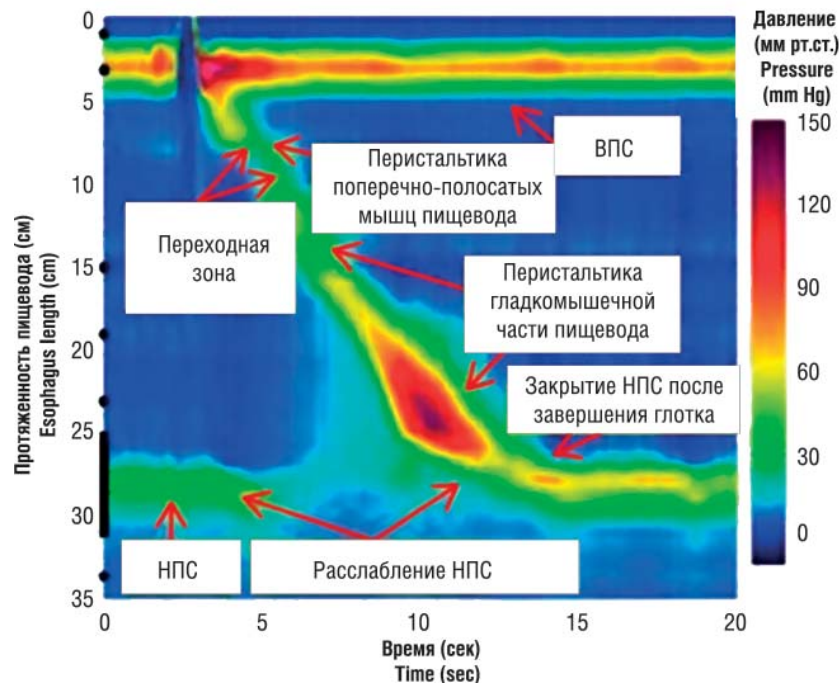 Давление
(мм рт.ст.)
Pressure
(mm Hg)
150
120
90
60
30
0
Протяженность пищевода (см)
Esophagus length (cm)
0
5
10
15
20
25
30
35
ВПС
Перистальтика
поперечно-полосатых
мышц пищевода
Переходная
зона
Перистальтика
гладкомышечной
части пищевода
Закрытие НПС после
завершения глотка
НПС
Расслабление НПС
0
5
10
15
20
Время (сек)
Time (sec)